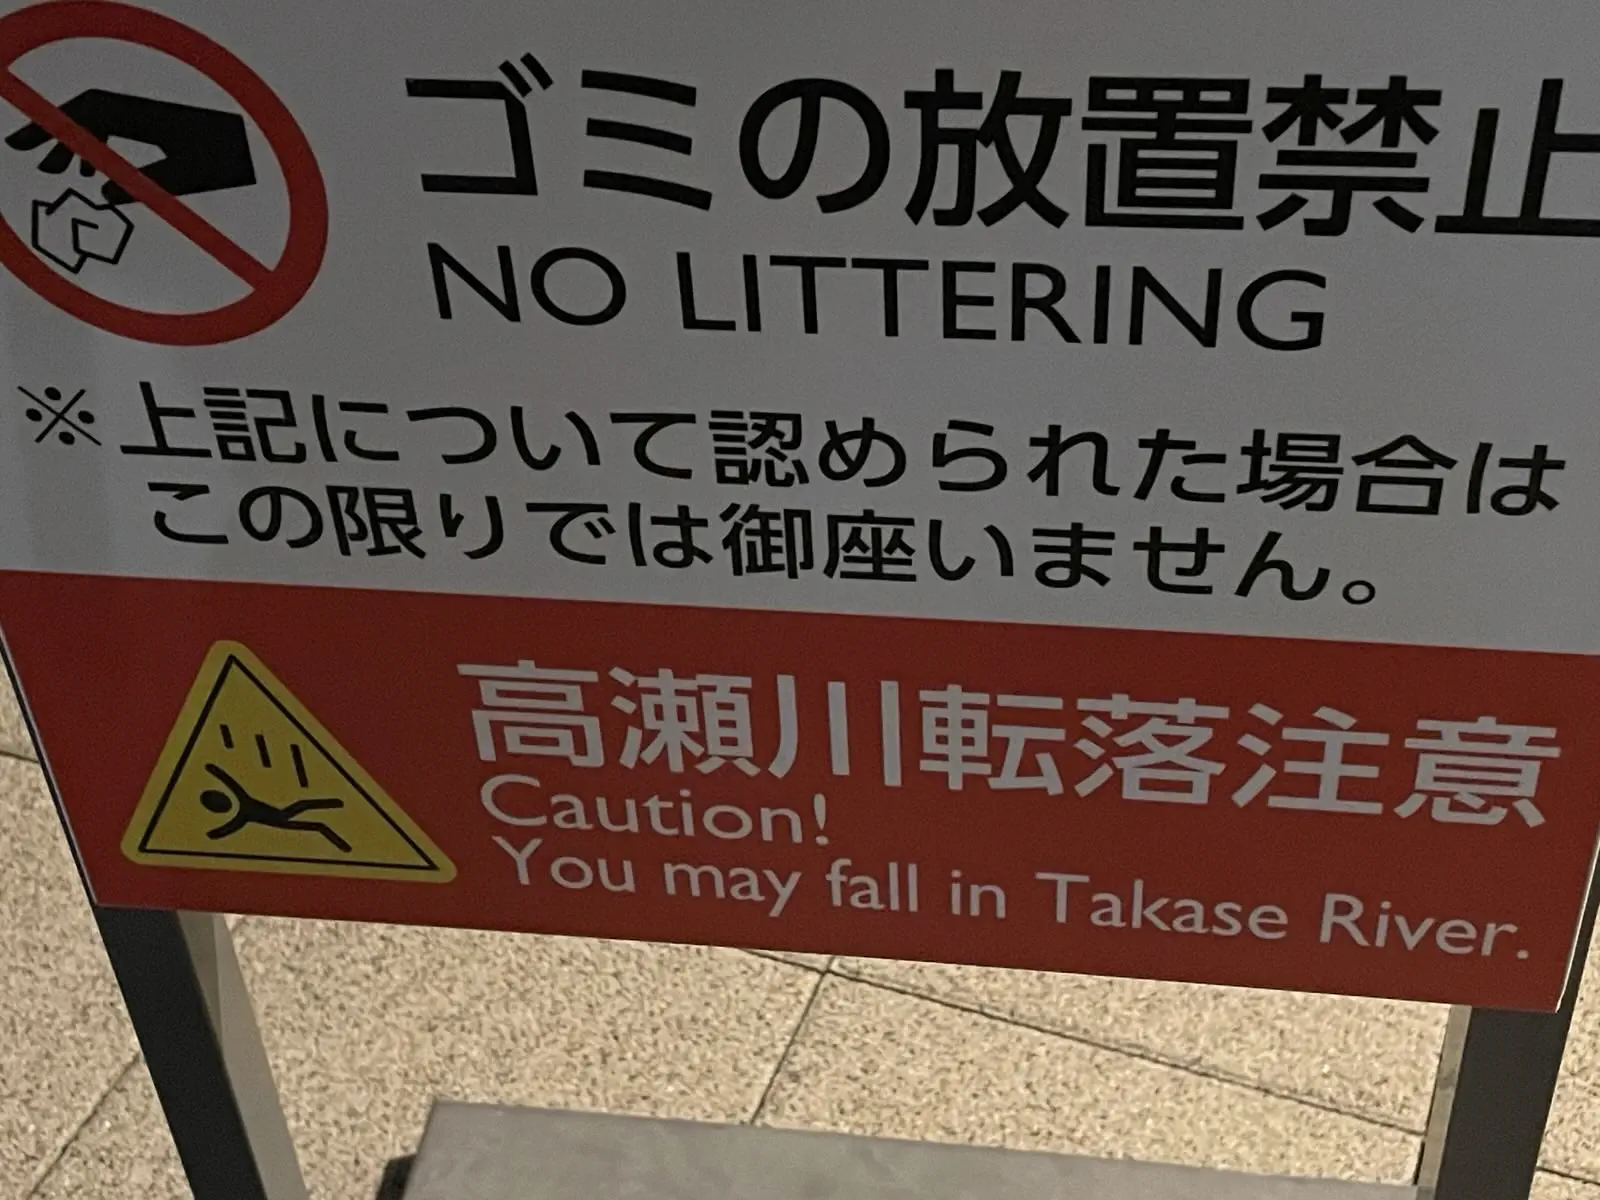 ゴミの放置禁止
NO LITTERING
※上記について認められた場合は
この限りでは御座いません。
高瀬川転落注意
Caution!
You may fall in Takase River.